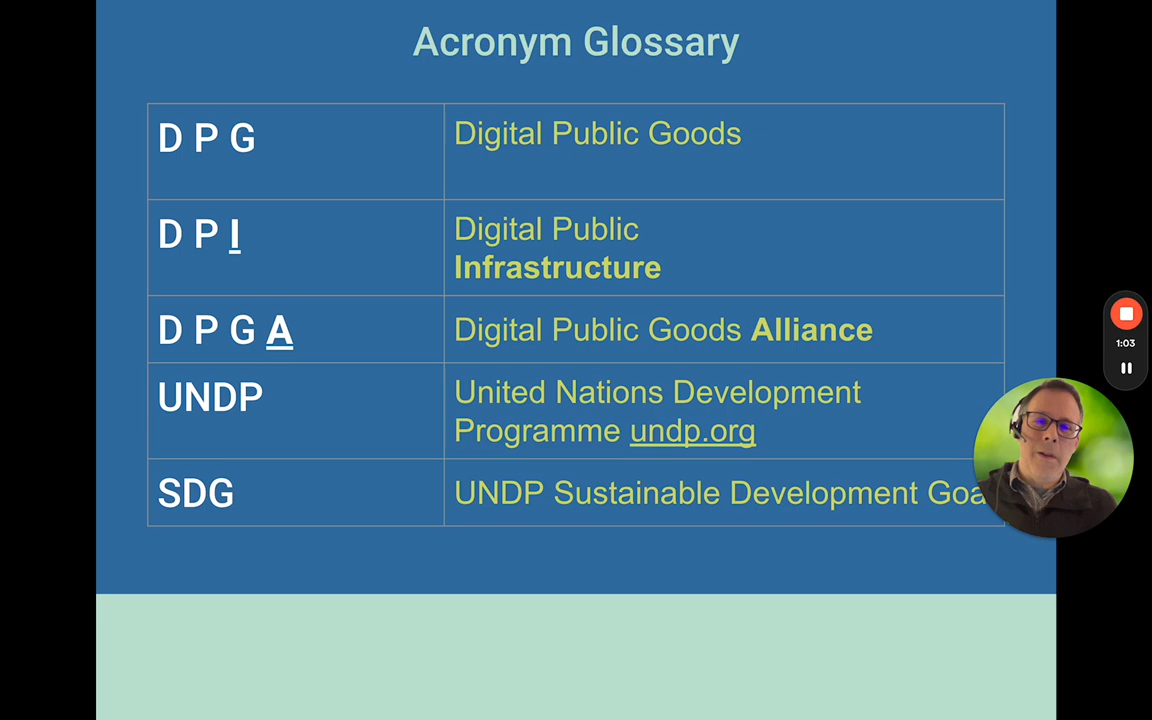 Acronym Glossary
D P G
Digital Public Goods
D P I
Digital Public
Infrastructure
D P G A
Digital Public Goods Alliance
UNDP
United Nations Development
Programme undp.org
SDG
UNDP Sustainable Development Goa
1:03